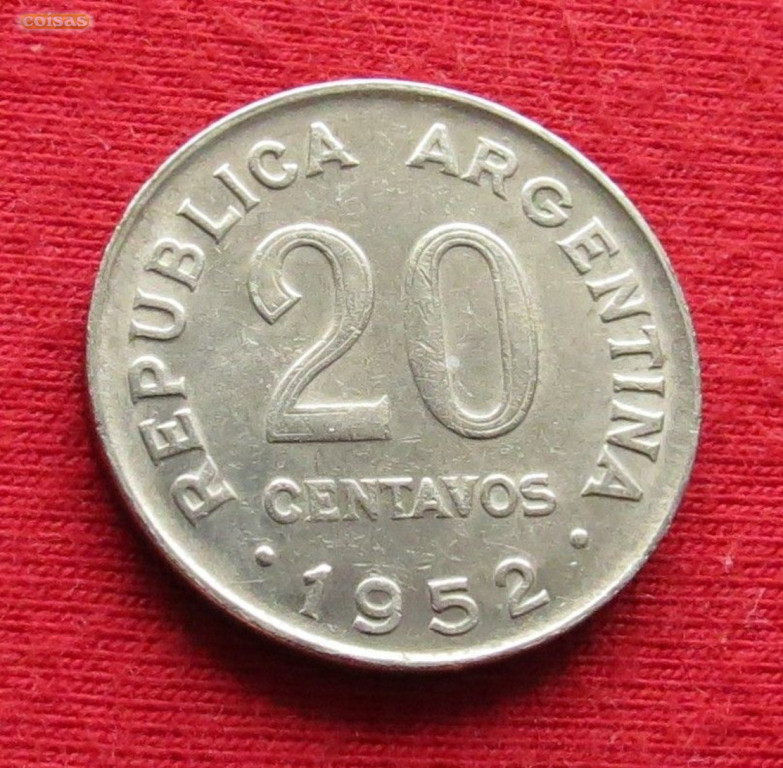 coisas
REPUBLICA ARGENTINA
20
CENTAVOS
· 1952 ·